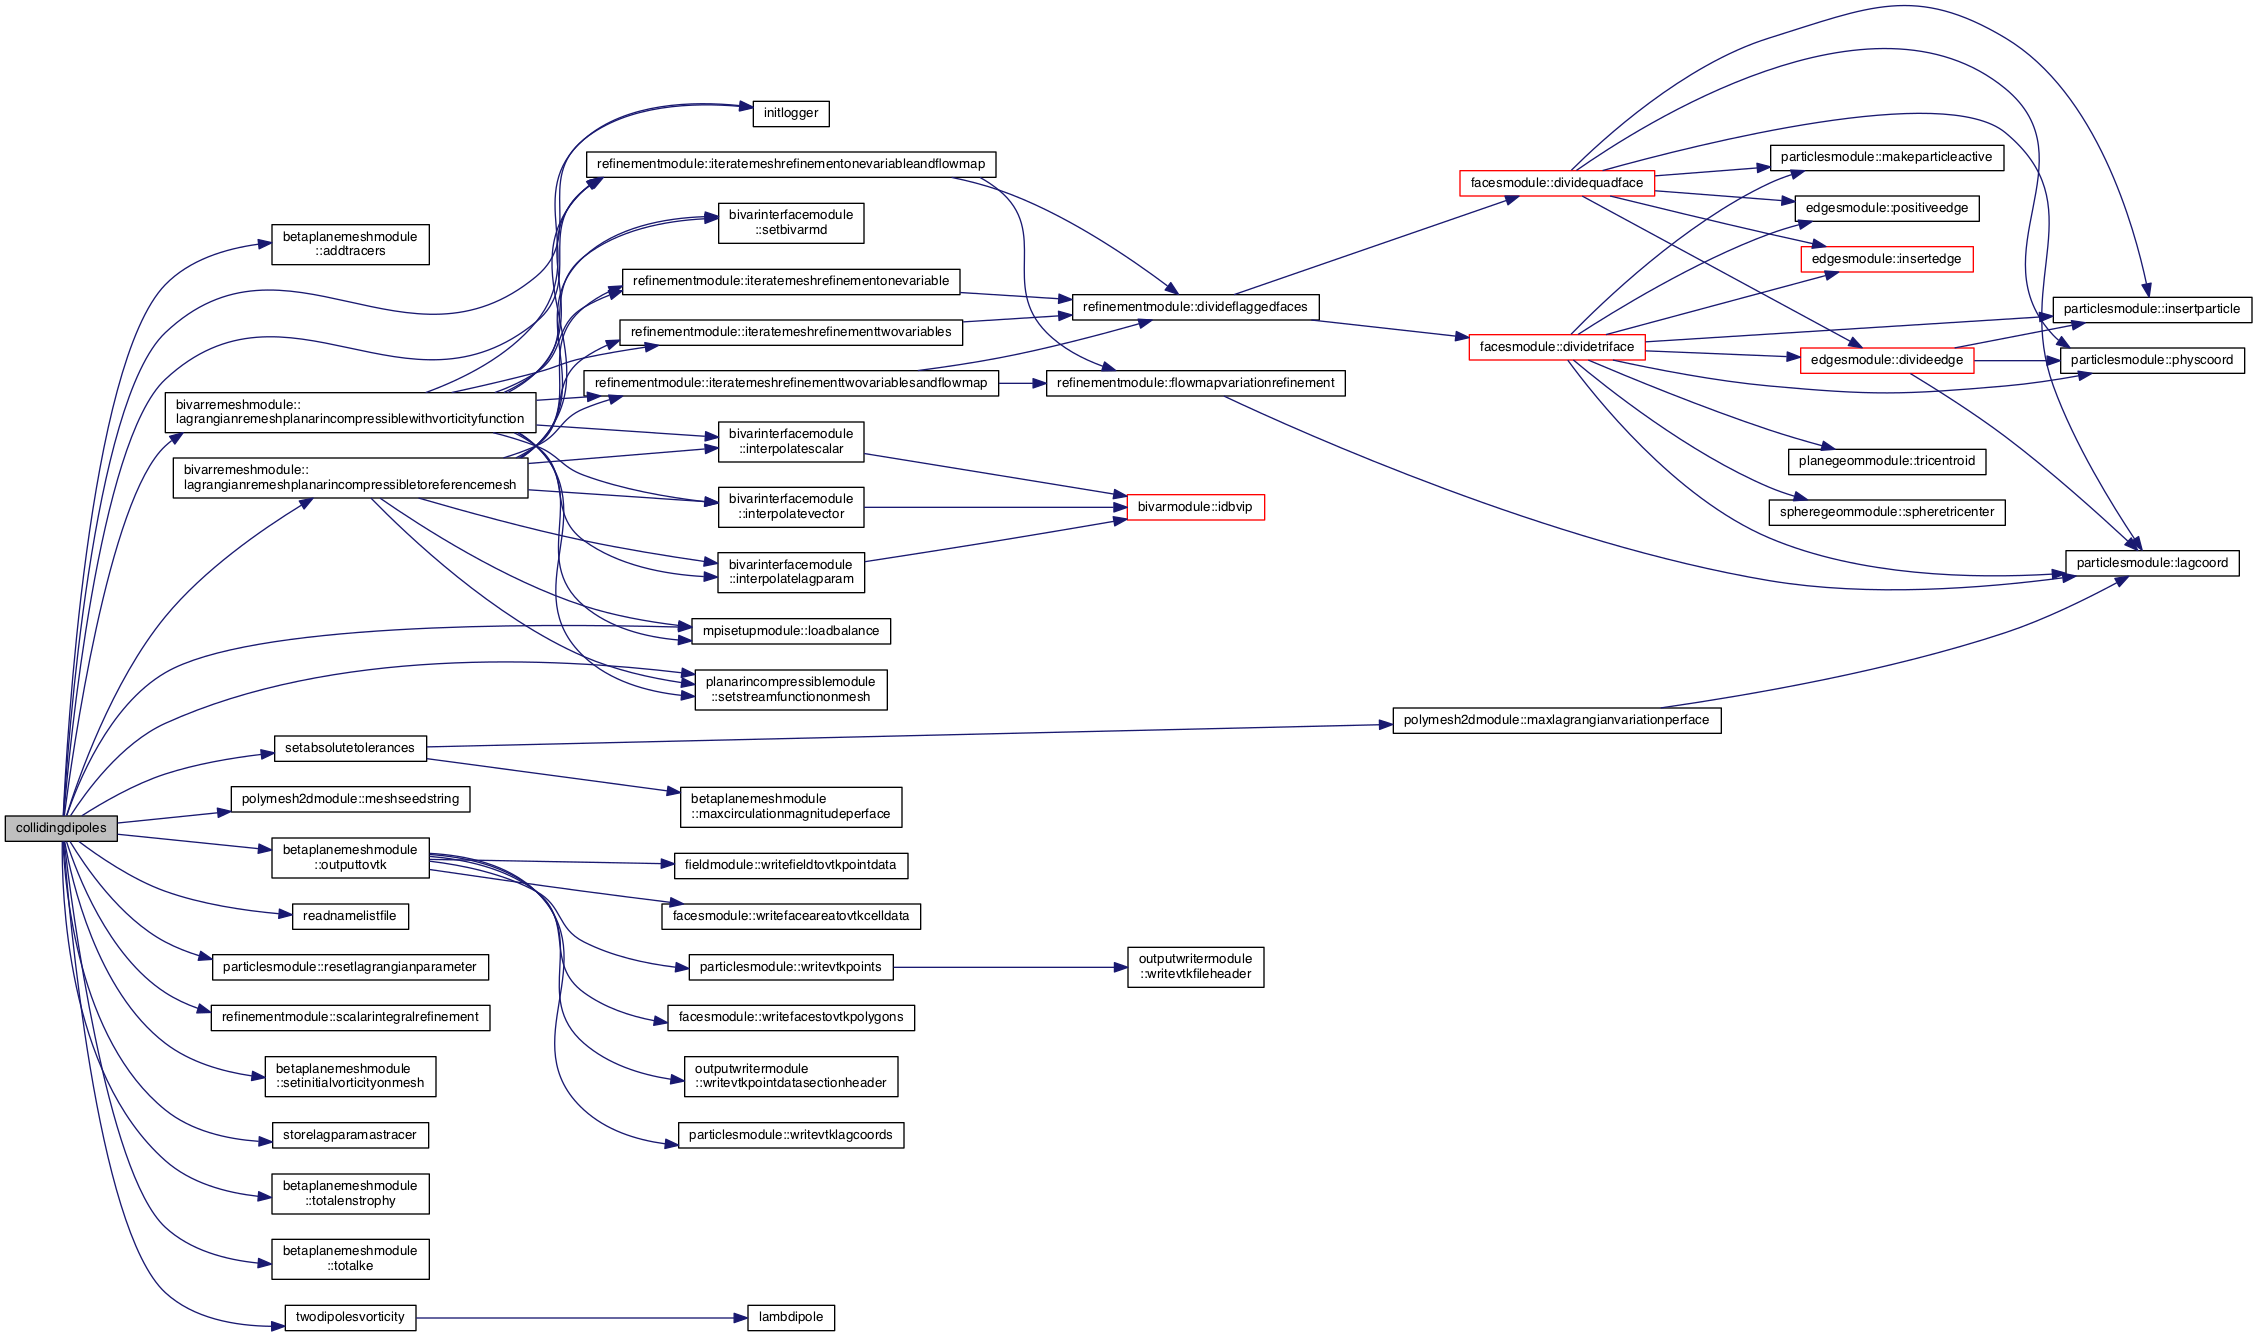 collidingdipoles
betaplanemeshmodule
::addtracers
bivarremeshmodule::
lagrangianremeshplanarincompressiblewithvorticityfunction
bivarremeshmodule::
lagrangianremeshplanarincompressibletoreferencemesh
setabsolutetolerances
polymesh2dmodule::meshseedstring
betaplanemeshmodule
::outputtovtk
readnamelistfile
particlesmodule::resetlagrangianparameter
refinementmodule::scalarintegralrefinement
betaplanemeshmodule
::setinitialvorticityonmesh
storelagparamastracer
betaplanemeshmodule
::totalenstrophy
betaplanemeshmodule
::totalke
twodipolesvorticity
initlogger
refinementmodule::iteratemeshrefinementonevariableandflowmap
bivarinterfacemodule
::setbivarmd
refinementmodule::iteratemeshrefinementonevariable
refinementmodule::iteratemeshrefinementtwovariables
refinementmodule::iteratemeshrefinementtwovariablesandflowmap
bivarinterfacemodule
::interpolatescalar
bivarinterfacemodule
::interpolatevector
bivarinterfacemodule
::interpolatelagparam
mpisetupmodule::loadbalance
planarincompressiblemodule
::setstreamfunctiononmesh
betaplanemeshmodule
::maxcirculationmagnitudeperface
fieldmodule::writefieldtovtkpointdata
facesmodule::writefaceareatovtkcelldata
particlesmodule::writevtkpoints
facesmodule::writefacestovtkpolygons
outputwritermodule
::writevtkpointdatasectionheader
particlesmodule::writevtklagcoords
lambdipole
refinementmodule::divideflaggedfaces
refinementmodule::flowmapvariationrefinement
bivarmodule::idbvip
outputwritermodule
::writevtkfileheader
polymesh2dmodule::maxlagrangianvariationperface
facesmodule::dividequadface
facesmodule::dividetriface
particlesmodule::makeparticleactive
edgesmodule::positiveedge
edgesmodule::insertedge
edgesmodule::divideedge
planegeommodule::tricentroid
spheregeommodule::spheretricenter
particlesmodule::insertparticle
particlesmodule::physcoord
particlesmodule::lagcoord